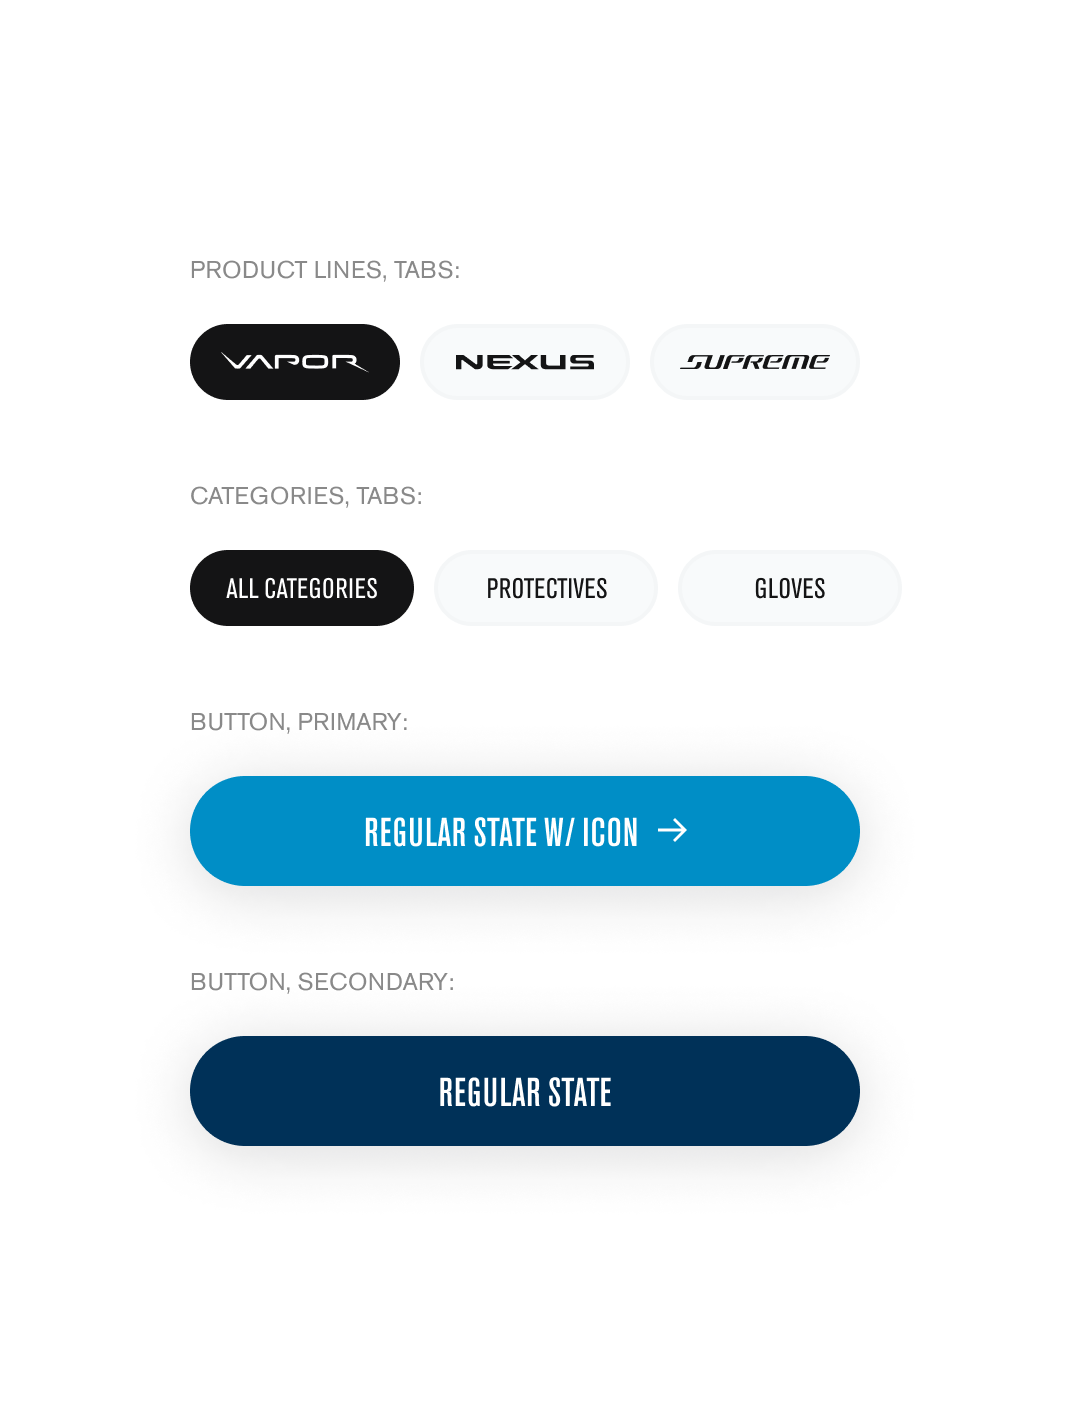 PRODUCT LINES, TABS:
VAPOR NEXUS SUPREME
CATEGORIES, TABS:
ALL CATEGORIES PROTECTIVES GLOVES
BUTTON, PRIMARY:
REGULAR STATE W/ ICON
BUTTON, SECONDARY:
REGULAR STATE